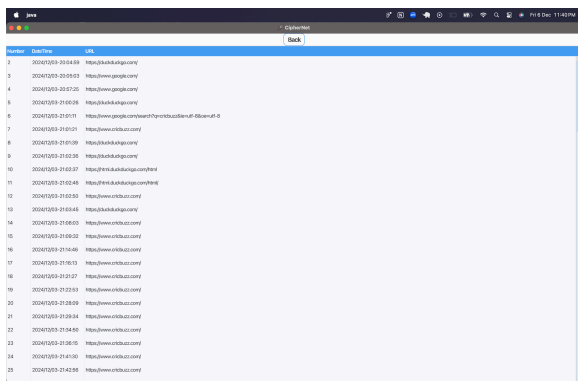 java
Fri 6 Dec 11:40 PM
CipherNet
Back
Number Date/Time URL
2 2024/12/03-20:04:59 https://duckduckgo.com/
3 2024/12/03-20:05:03 https://www.google.com/
4 2024/12/03-20:57:25 https://www.google.com/
5 2024/12/03-21:00:26 https://duckduckgo.com/
6 2024/12/03-21:01:11 https://www.google.com/search?q=cricbuzz&ie=utf-8&oe=utf-8
7 2024/12/03-21:01:21 https://www.cricbuzz.com/
8 2024/12/03-21:01:39 https://duckduckgo.com/
9 2024/12/03-21:02:36 https://duckduckgo.com/
10 2024/12/03-21:02:37 https://html.duckduckgo.com/html
11 2024/12/03-21:02:46 https://html.duckduckgo.com/html/
12 2024/12/03-21:02:50 https://www.cricbuzz.com/
13 2024/12/03-21:03:45 https://duckduckgo.com/
14 2024/12/03-21:08:03 https://www.cricbuzz.com/
15 2024/12/03-21:09:32 https://www.cricbuzz.com/
16 2024/12/03-21:14:46 https://www.cricbuzz.com/
17 2024/12/03-21:16:13 https://www.cricbuzz.com/
18 2024/12/03-21:21:27 https://www.cricbuzz.com/
19 2024/12/03-21:22:53 https://www.cricbuzz.com/
20 2024/12/03-21:28:09 https://www.cricbuzz.com/
21 2024/12/03-21:29:34 https://www.cricbuzz.com/
22 2024/12/03-21:34:50 https://www.cricbuzz.com/
23 2024/12/03-21:36:15 https://www.cricbuzz.com/
24 2024/12/03-21:41:30 https://www.cricbuzz.com/
25 2024/12/03-21:42:56 https://www.cricbuzz.com/